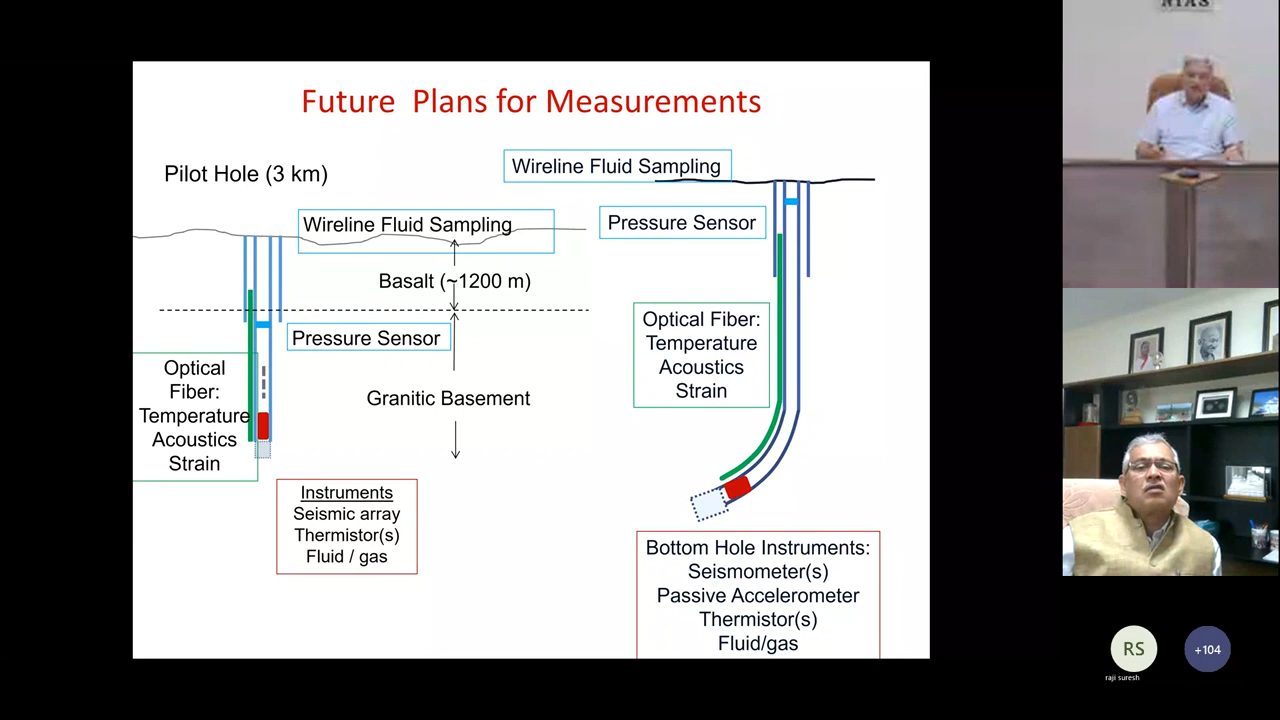 NIAS
Future Plans for Measurements
Pilot Hole (3 km)
Wireline Fluid Sampling
Wireline Fluid Sampling
Pressure Sensor
Basalt (~1200 m)
Pressure Sensor
Granitic Basement
Optical
Fiber:
Temperature
Acoustics
Strain
Optical Fiber:
Temperature
Acoustics
Strain
Instruments
Seismic array
Thermistor(s)
Fluid / gas
Bottom Hole Instruments:
Seismometer(s)
Passive Accelerometer
Thermistor(s)
Fluid/gas
RS
+104
raji suresh